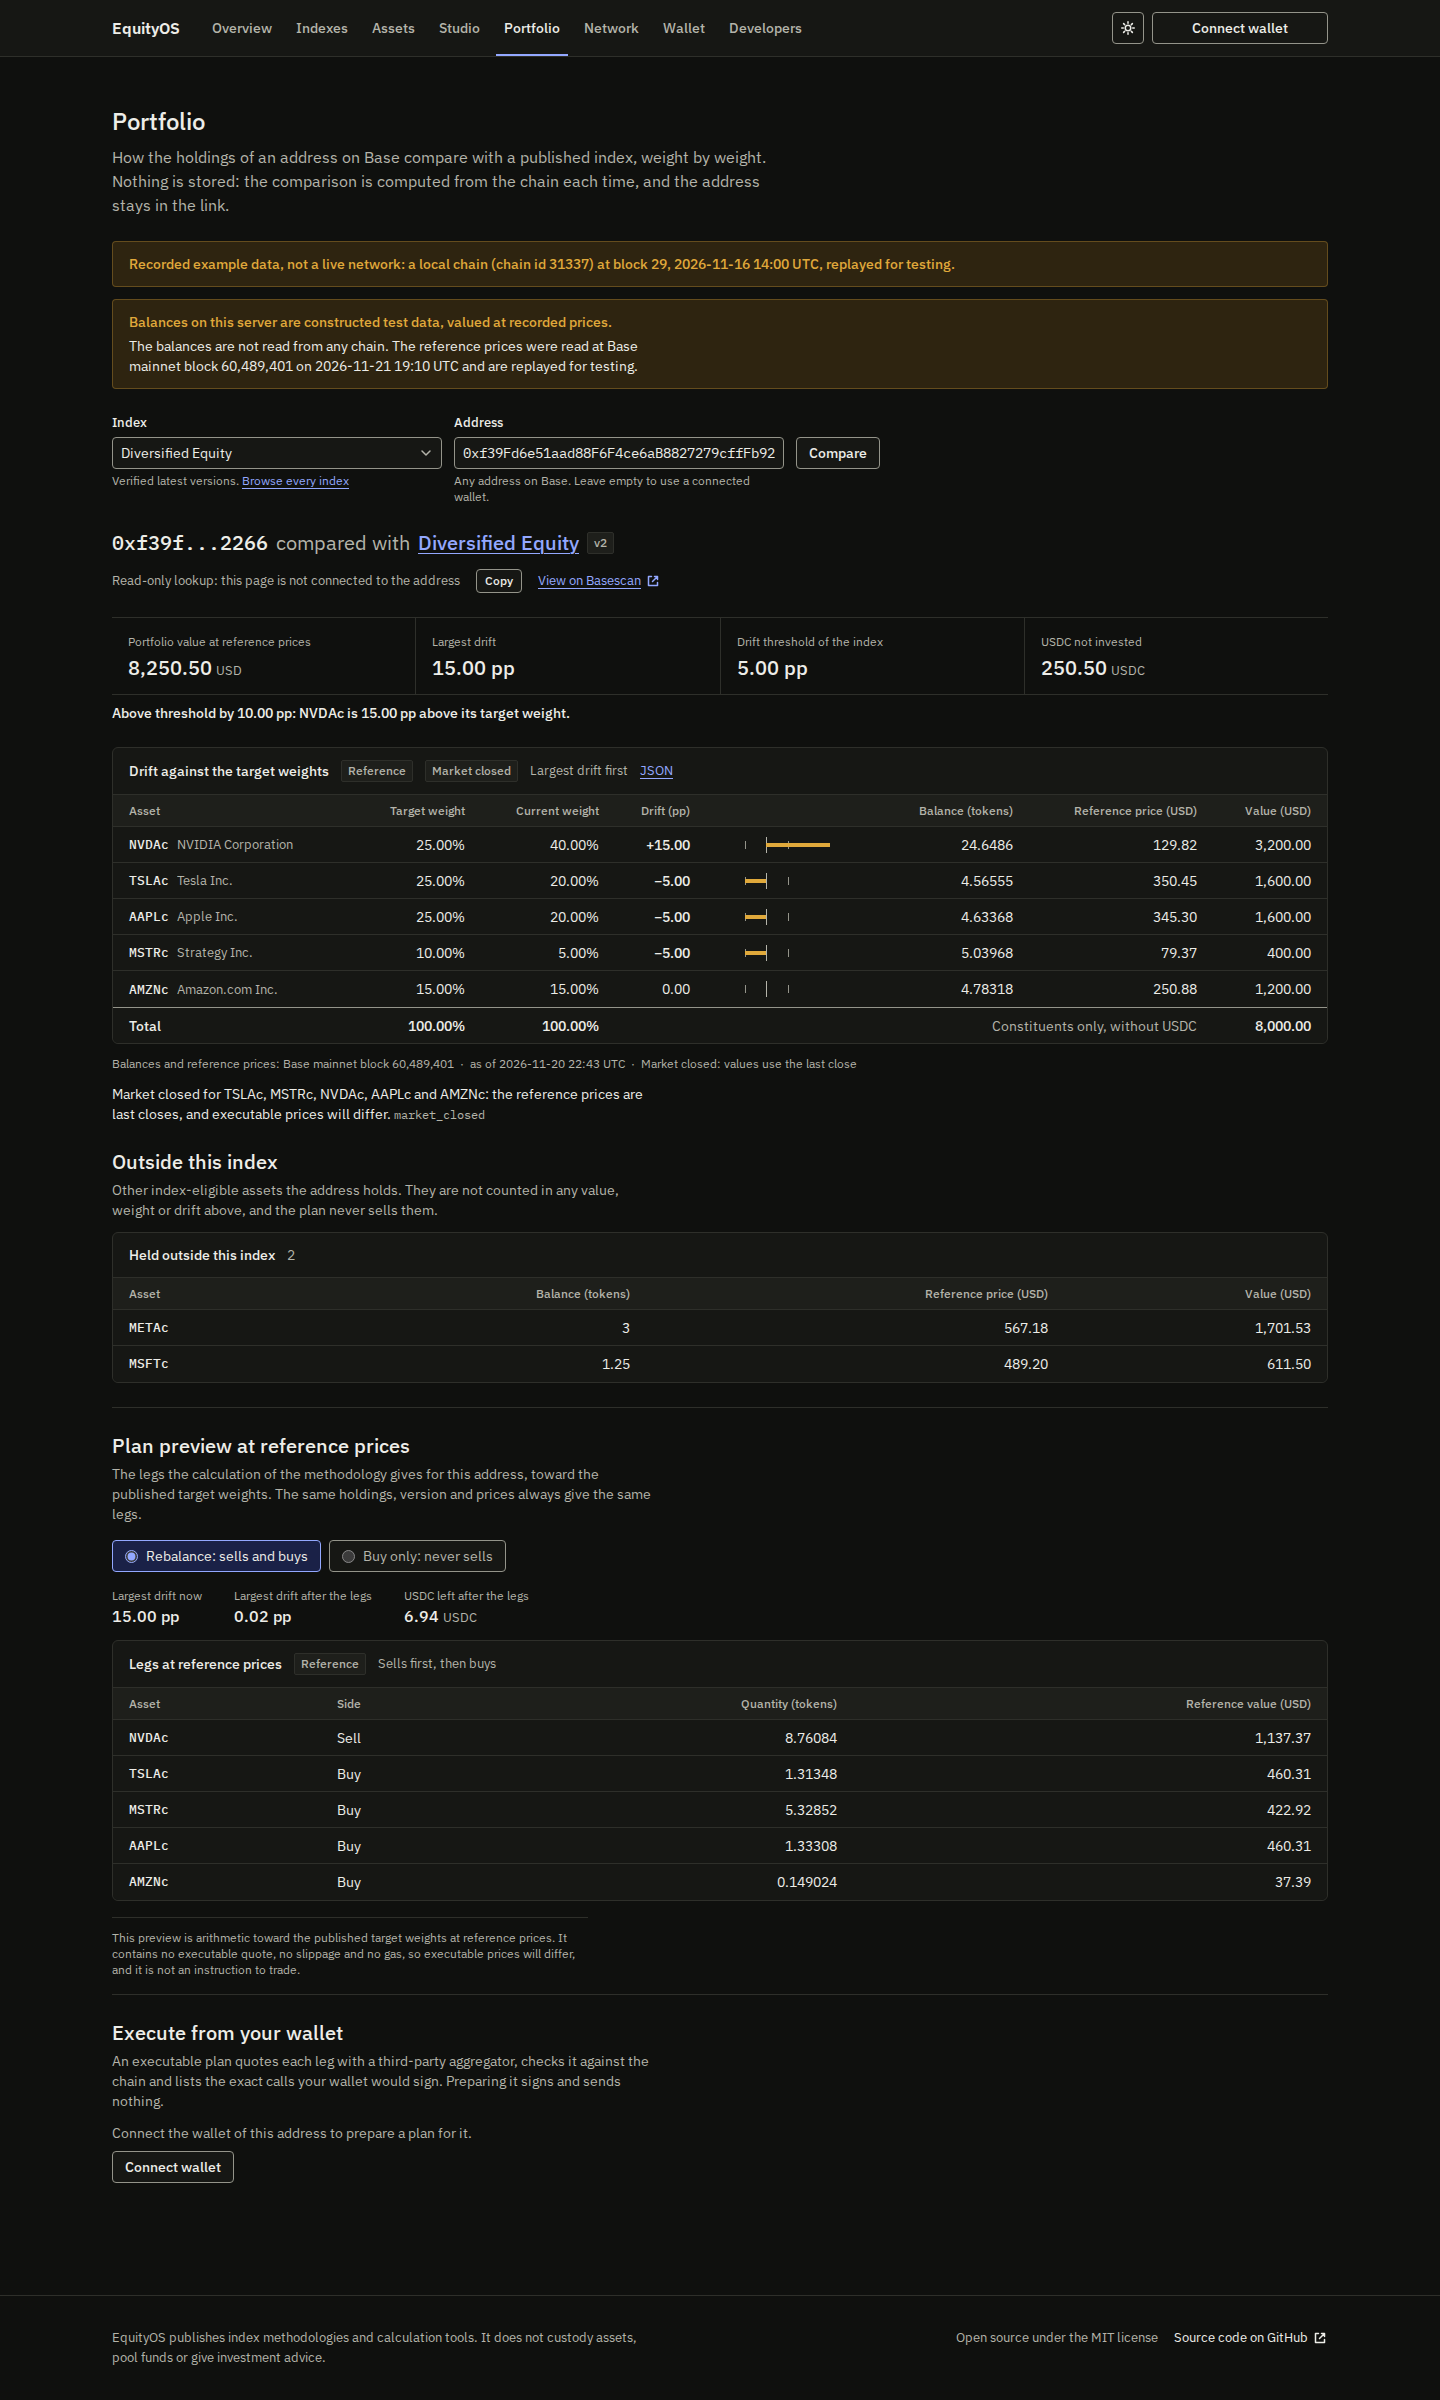 EquityOS Overview Indexes Assets Studio Portfolio Network Wallet Developers Connect wallet
Portfolio
How the holdings of an address on Base compare with a published index, weight by weight.
Nothing is stored: the comparison is computed from the chain each time, and the address
stays in the link.
Recorded example data, not a live network: a local chain (chain id 31337) at block 29, 2026-11-16 14:00 UTC, replayed for testing.
Balances on this server are constructed test data, valued at recorded prices.
The balances are not read from any chain. The reference prices were read at Base
mainnet block 60,489,401 on 2026-11-21 19:10 UTC and are replayed for testing.
Index Address
Diversified Equity 0xf39Fd6e51aad88F6F4ce6aB8827279cffFb92 Compare
Verified latest versions. Browse every index Any address on Base. Leave empty to use a connected
wallet.
0xf39f...2266 compared with Diversified Equity v2
Read-only lookup: this page is not connected to the address Copy View on Basescan
Portfolio value at reference prices Largest drift Drift threshold of the index USDC not invested
8,250.50 USD 15.00 pp 5.00 pp 250.50 USDC
Above threshold by 10.00 pp: NVDAc is 15.00 pp above its target weight.
Drift against the target weights Reference Market closed Largest drift first JSON
Asset Target weight Current weight Drift (pp) Balance (tokens) Reference price (USD) Value (USD)
NVDAc NVIDIA Corporation 25.00% 40.00% +15.00 24.6486 129.82 3,200.00
TSLAc Tesla Inc. 25.00% 20.00% −5.00 4.56555 350.45 1,600.00
AAPLc Apple Inc. 25.00% 20.00% −5.00 4.63368 345.30 1,600.00
MSTRc Strategy Inc. 10.00% 5.00% −5.00 5.03968 79.37 400.00
AMZNc Amazon.com Inc. 15.00% 15.00% 0.00 4.78318 250.88 1,200.00
Total 100.00% 100.00% Constituents only, without USDC 8,000.00
Balances and reference prices: Base mainnet block 60,489,401 · as of 2026-11-20 22:43 UTC · Market closed: values use the last close
Market closed for TSLAc, MSTRc, NVDAc, AAPLc and AMZNc: the reference prices are
last closes, and executable prices will differ. market_closed
Outside this index
Other index-eligible assets the address holds. They are not counted in any value,
weight or drift above, and the plan never sells them.
Held outside this index 2
Asset Balance (tokens) Reference price (USD) Value (USD)
METAc 3 567.18 1,701.53
MSFTc 1.25 489.20 611.50
Plan preview at reference prices
The legs the calculation of the methodology gives for this address, toward the
published target weights. The same holdings, version and prices always give the same
legs.
Rebalance: sells and buys Buy only: never sells
Largest drift now Largest drift after the legs USDC left after the legs
15.00 pp 0.02 pp 6.94 USDC
Legs at reference prices Reference Sells first, then buys
Asset Side Quantity (tokens) Reference value (USD)
NVDAc Sell 8.76084 1,137.37
TSLAc Buy 1.31348 460.31
MSTRc Buy 5.32852 422.92
AAPLc Buy 1.33308 460.31
AMZNc Buy 0.149024 37.39
This preview is arithmetic toward the published target weights at reference prices. It
contains no executable quote, no slippage and no gas, so executable prices will differ,
and it is not an instruction to trade.
Execute from your wallet
An executable plan quotes each leg with a third-party aggregator, checks it against the
chain and lists the exact calls your wallet would sign. Preparing it signs and sends
nothing.
Connect the wallet of this address to prepare a plan for it.
Connect wallet
EquityOS publishes index methodologies and calculation tools. It does not custody assets,
pool funds or give investment advice.
Open source under the MIT license Source code on GitHub